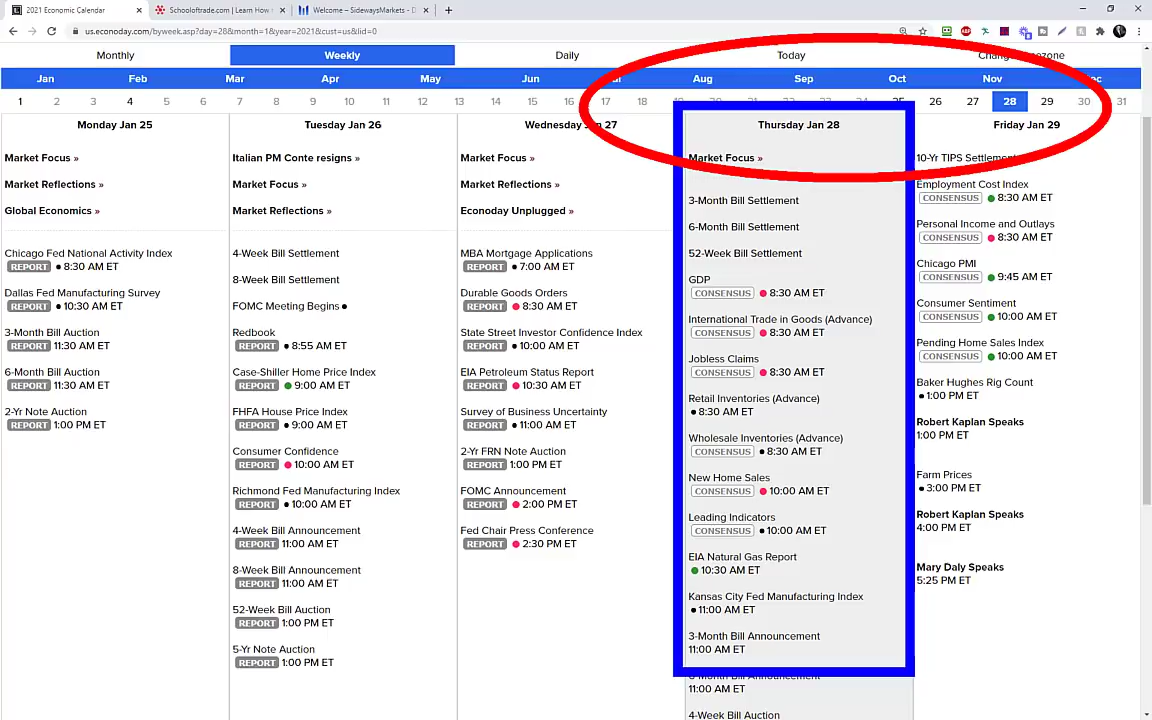 2021 Economic Calendar
Schooloftrade.com | Learn How
Welcome – SidewaysMarkets - D
us.econoday.com/byweek.asp?day=28&month=1&year=2021&cust=us&lid=0
Monthly Weekly Daily Today Change Timezone
Jan Feb Mar Apr May Jun Aug Sep Oct Nov
1 2 3 4 5 6 7 8 9 10 11 12 13 14 15 16 17 18 25 26 27 28 29 30 31
Monday Jan 25
Market Focus »
Market Reflections »
Global Economics »
Chicago Fed National Activity Index
REPORT • 8:30 AM ET
Dallas Fed Manufacturing Survey
REPORT • 10:30 AM ET
3-Month Bill Auction
REPORT 11:30 AM ET
6-Month Bill Auction
REPORT 11:30 AM ET
2-Yr Note Auction
REPORT 1:00 PM ET
Tuesday Jan 26
Italian PM Conte resigns »
Market Focus »
Market Reflections »
4-Week Bill Settlement
8-Week Bill Settlement
FOMC Meeting Begins •
Redbook
REPORT • 8:55 AM ET
Case-Shiller Home Price Index
REPORT • 9:00 AM ET
FHFA House Price Index
REPORT • 9:00 AM ET
Consumer Confidence
REPORT • 10:00 AM ET
Richmond Fed Manufacturing Index
REPORT • 10:00 AM ET
4-Week Bill Announcement
REPORT 11:00 AM ET
8-Week Bill Announcement
REPORT 11:00 AM ET
52-Week Bill Auction
REPORT 1:00 PM ET
5-Yr Note Auction
REPORT 1:00 PM ET
Wednesday Jan 27
Market Focus »
Market Reflections »
Econoday Unplugged »
MBA Mortgage Applications
REPORT • 7:00 AM ET
Durable Goods Orders
REPORT • 8:30 AM ET
State Street Investor Confidence Index
REPORT • 10:00 AM ET
EIA Petroleum Status Report
REPORT • 10:30 AM ET
Survey of Business Uncertainty
REPORT • 11:00 AM ET
2-Yr FRN Note Auction
REPORT 1:00 PM ET
FOMC Announcement
REPORT • 2:00 PM ET
Fed Chair Press Conference
REPORT • 2:30 PM ET
Thursday Jan 28
Market Focus »
3-Month Bill Settlement
6-Month Bill Settlement
52-Week Bill Settlement
GDP
CONSENSUS • 8:30 AM ET
International Trade in Goods (Advance)
CONSENSUS • 8:30 AM ET
Jobless Claims
CONSENSUS • 8:30 AM ET
Retail Inventories (Advance)
• 8:30 AM ET
Wholesale Inventories (Advance)
CONSENSUS • 8:30 AM ET
New Home Sales
CONSENSUS • 10:00 AM ET
Leading Indicators
CONSENSUS • 10:00 AM ET
EIA Natural Gas Report
• 10:30 AM ET
Kansas City Fed Manufacturing Index
• 11:00 AM ET
3-Month Bill Announcement
11:00 AM ET
6-Month Bill Announcement
11:00 AM ET
4-Week Bill Auction
Friday Jan 29
10-Yr TIPS Settlement
Employment Cost Index
CONSENSUS • 8:30 AM ET
Personal Income and Outlays
CONSENSUS • 8:30 AM ET
Chicago PMI
CONSENSUS • 9:45 AM ET
Consumer Sentiment
CONSENSUS • 10:00 AM ET
Pending Home Sales Index
CONSENSUS • 10:00 AM ET
Baker Hughes Rig Count
• 1:00 PM ET
Robert Kaplan Speaks
1:00 PM ET
Farm Prices
• 3:00 PM ET
Robert Kaplan Speaks
4:00 PM ET
Mary Daly Speaks
5:25 PM ET